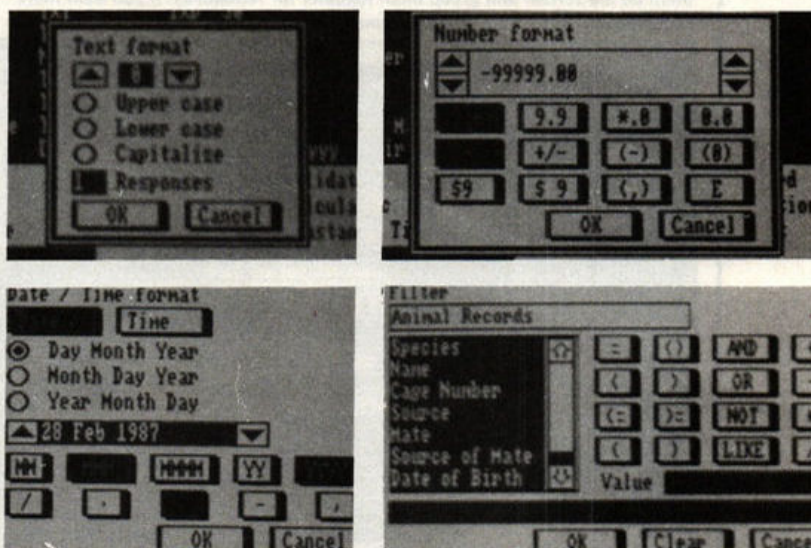 Text format
Upper case
Lower case
Capitalize
Responses
OK Cancel
Number format
-99999.00
9.9 *.0 0.0
+/- (-) (0)
$9 $ 9 (,) E
OK Cancel
Date / Time format
Time
Day Month Year
Month Day Year
Year Month Day
28 Feb 1987
MM MMMM YY
/ . - ,
OK Cancel
Filter
Animal Records
Species
Name
Cage Number
Source
Mate
Source of Mate
Date of Birth
= <> AND
< > OR
<= >= NOT
( ) LIKE
Value
OK Clear Cance